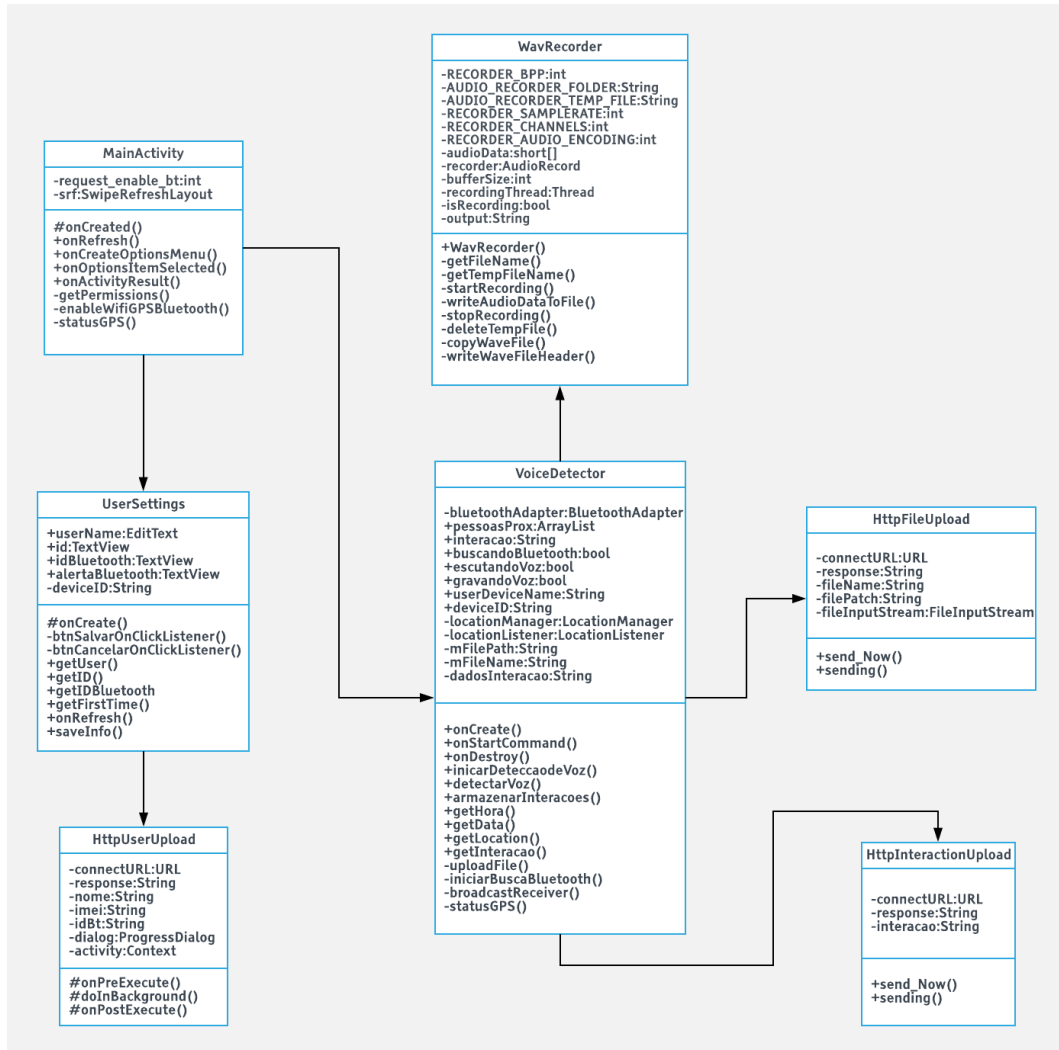 WavRecorder
-RECORDER_BPP:int
-AUDIO_RECORDER_FOLDER:String
-AUDIO_RECORDER_TEMP_FILE:String
-RECORDER_SAMPLERATE:int
-RECORDER_CHANNELS:int
-RECORDER_AUDIO_ENCODING:int
-audioData:short[]
-recorder:AudioRecord
-bufferSize:int
-recordingThread:Thread
-isRecording:bool
-output:String
+WavRecorder()
-getFileName()
-getTempFileName()
-startRecording()
-writeAudioDataToFile()
-stopRecording()
-deleteTempFile()
-copyWaveFile()
-writeWaveFileHeader()
MainActivity
-request_enable_bt:int
-srf:SwipeRefreshLayout
#onCreated()
+onRefresh()
+onCreateOptionsMenu()
+onOptionsItemSelected()
+onActivityResult()
-getPermissions()
-enableWifiGPSBluetooth()
-statusGPS()
UserSettings
+userName:EditText
+id:TextView
+idBluetooth:TextView
+alertaBluetooth:TextView
-deviceID:String
#onCreate()
-btnSalvarOnClickListener()
-btnCancelarOnClickListener()
+getUser()
+getID()
+getIDBluetooth
+getFirstTime()
+onRefresh()
+saveInfo()
VoiceDetector
-bluetoothAdapter:BluetoothAdapter
+pessoasProx:ArrayList
+interacao:String
+buscandoBluetooth:bool
+escutandoVoz:bool
+gravandoVoz:bool
+userDeviceName:String
+deviceID:String
-locationManager:LocationManager
-locationListener:LocationListener
-mFilePath:String
-mFileName:String
-dadosInteracao:String
+onCreate()
+onStartCommand()
+onDestroy()
+inicarDeteccaodeVoz()
+detectarVoz()
+armazenarInteracoes()
+getHora()
+getData()
+getLocation()
+getInteracao()
-uploadFile()
-iniciarBuscaBluetooth()
-broadcastReceiver()
-statusGPS()
HttpFileUpload
-connectURL:URL
-response:String
-fileName:String
-filePatch:String
-fileInputStream:FileInputStream
+send_Now()
+sending()
HttpUserUpload
-connectURL:URL
-response:String
-nome:String
-imei:String
-idBt:String
-dialog:ProgressDialog
-activity:Context
#onPreExecute()
#doInBackground()
#onPostExecute()
HttpInteractionUpload
-connectURL:URL
-response:String
-interacao:String
+send_Now()
+sending()